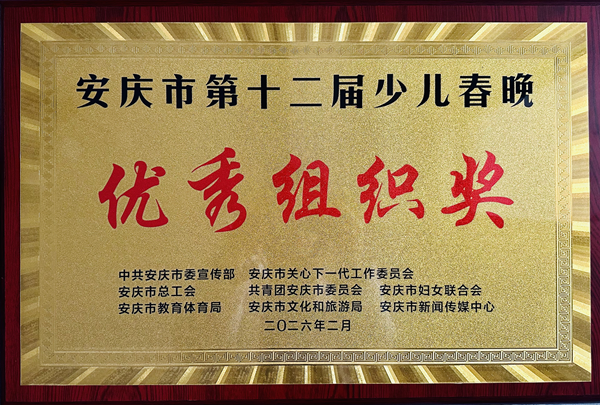 安庆市第十二届少儿春晚
优秀组织奖
中共安庆市委宣传部 安庆市关心下一代工作委员会
安庆市总工会 共青团安庆市委员会 安庆市妇女联合会
安庆市教育体育局 安庆市文化和旅游局 安庆市新闻传媒中心
二〇二六年二月